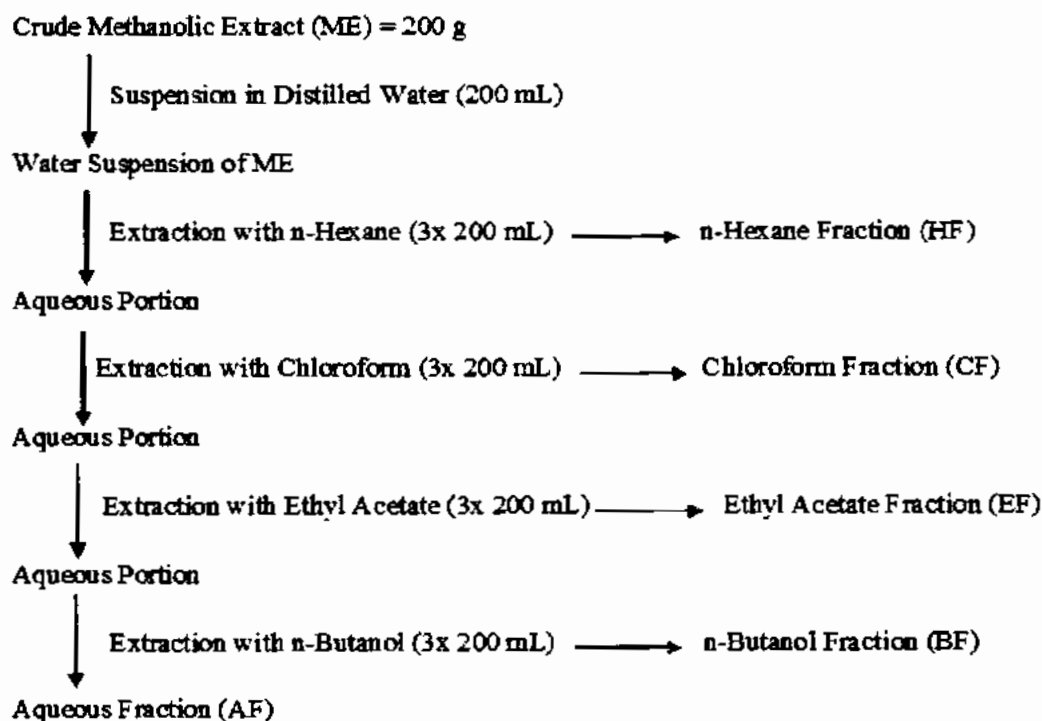 Crude Methanolic Extract (ME) = 200 g
Suspension in Distilled Water (200 mL)
Water Suspension of ME
Extraction with n-Hexane (3x 200 mL) n-Hexane Fraction (HF)
Aqueous Portion
Extraction with Chloroform (3x 200 mL) Chloroform Fraction (CF)
Aqueous Portion
Extraction with Ethyl Acetate (3x 200 mL) Ethyl Acetate Fraction (EF)
Aqueous Portion
Extraction with n-Butanol (3x 200 mL) n-Butanol Fraction (BF)
Aqueous Fraction (AF)